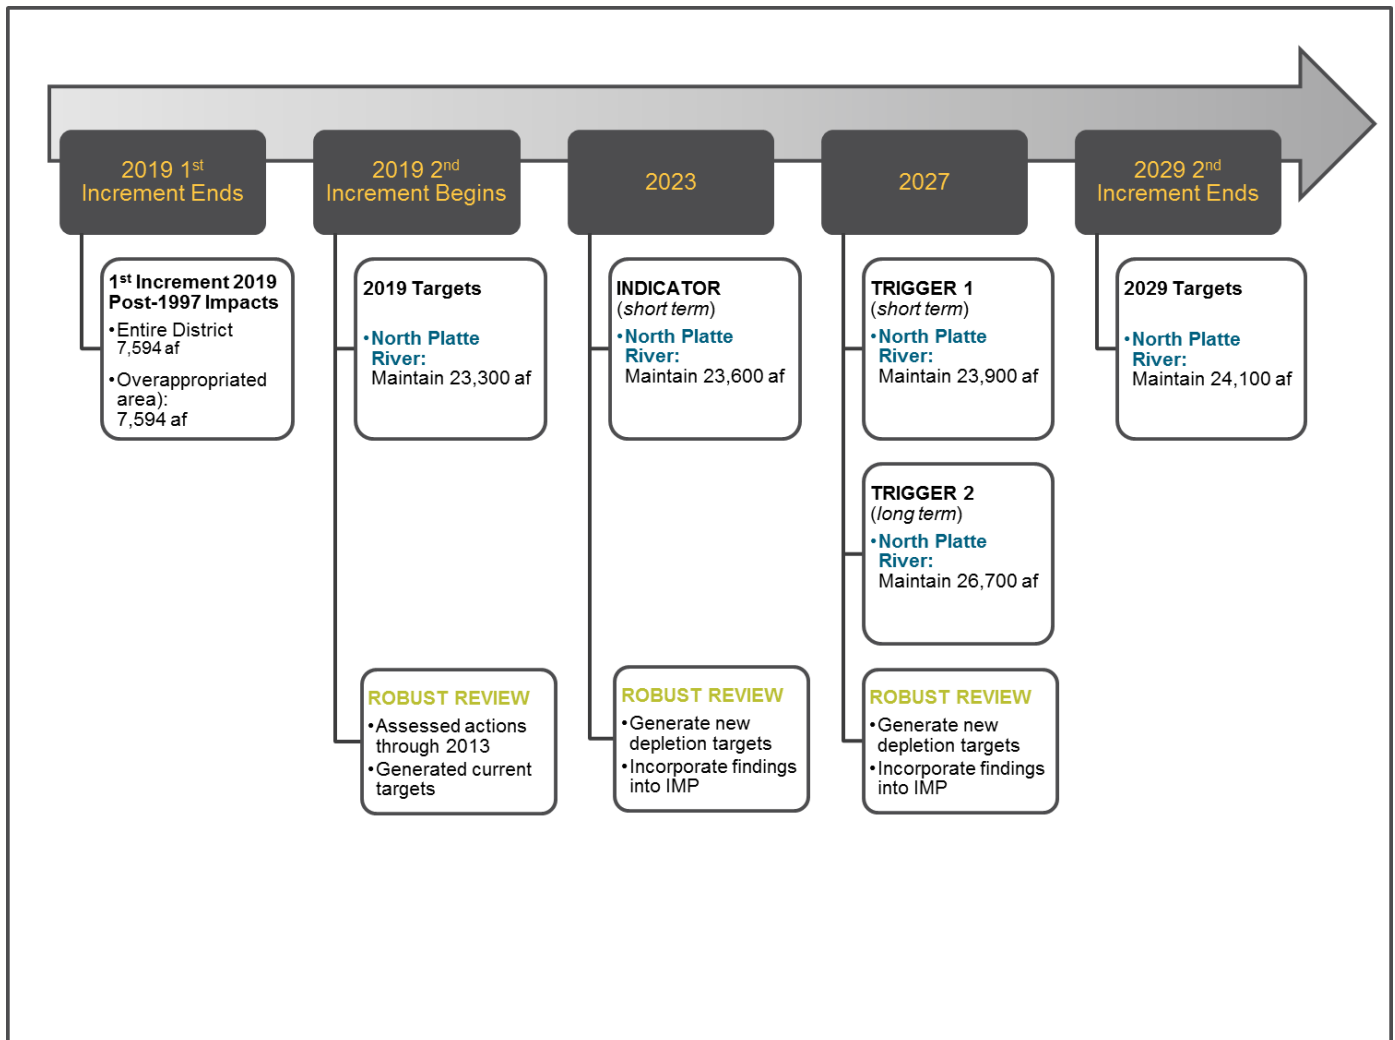 2019 1st
Increment Ends
1st Increment 2019
Post-1997 Impacts
•Entire District
7,594 af
•Overappropriated
area):
7,594 af
2019 2nd
Increment Begins
2019 Targets
•North Platte
River:
Maintain 23,300 af
ROBUST REVIEW
•Assessed actions
through 2013
•Generated current
targets
2023
INDICATOR
(short term)
•North Platte
River:
Maintain 23,600 af
ROBUST REVIEW
•Generate new
depletion targets
•Incorporate findings
into IMP
2027
TRIGGER 1
(short term)
•North Platte
River:
Maintain 23,900 af
TRIGGER 2
(long term)
•North Platte
River:
Maintain 26,700 af
ROBUST REVIEW
•Generate new
depletion targets
•Incorporate findings
into IMP
2029 2nd
Increment Ends
2029 Targets
•North Platte
River:
Maintain 24,100 af